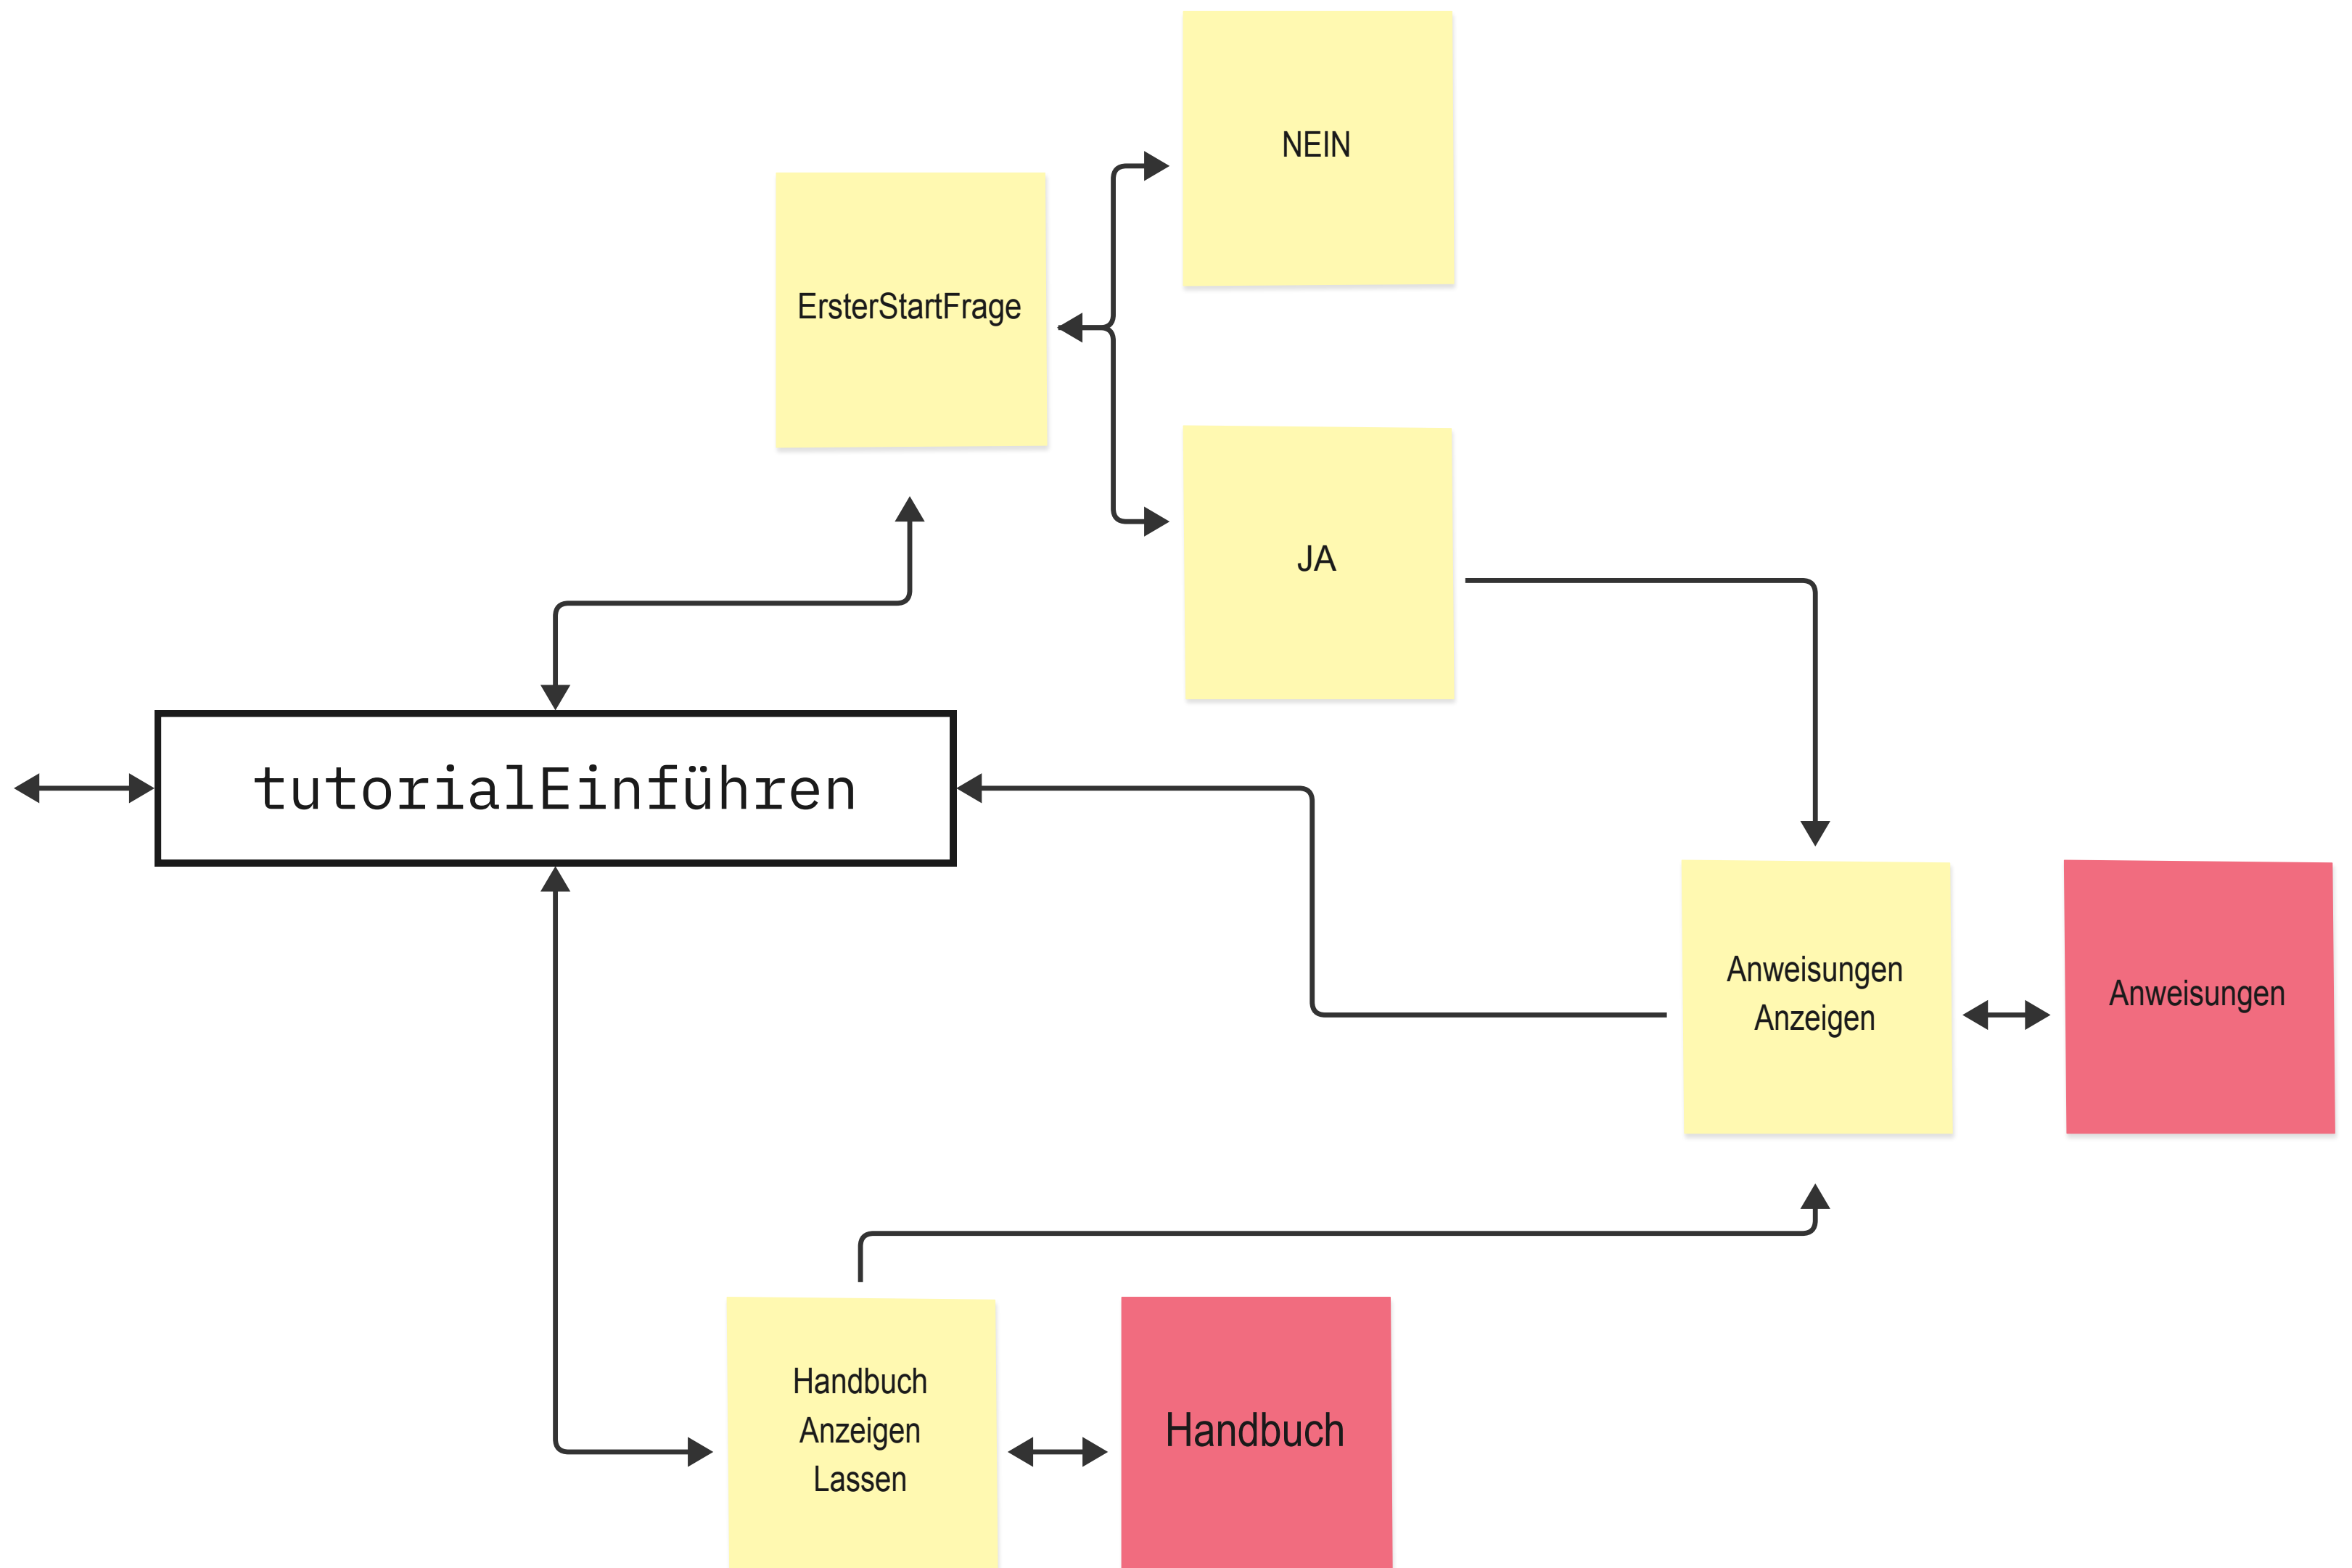 NEIN
ErsterStartFrage
JA
tutorialEinführen
Anweisungen
Anzeigen
Anweisungen
Handbuch
Anzeigen
Lassen
Handbuch